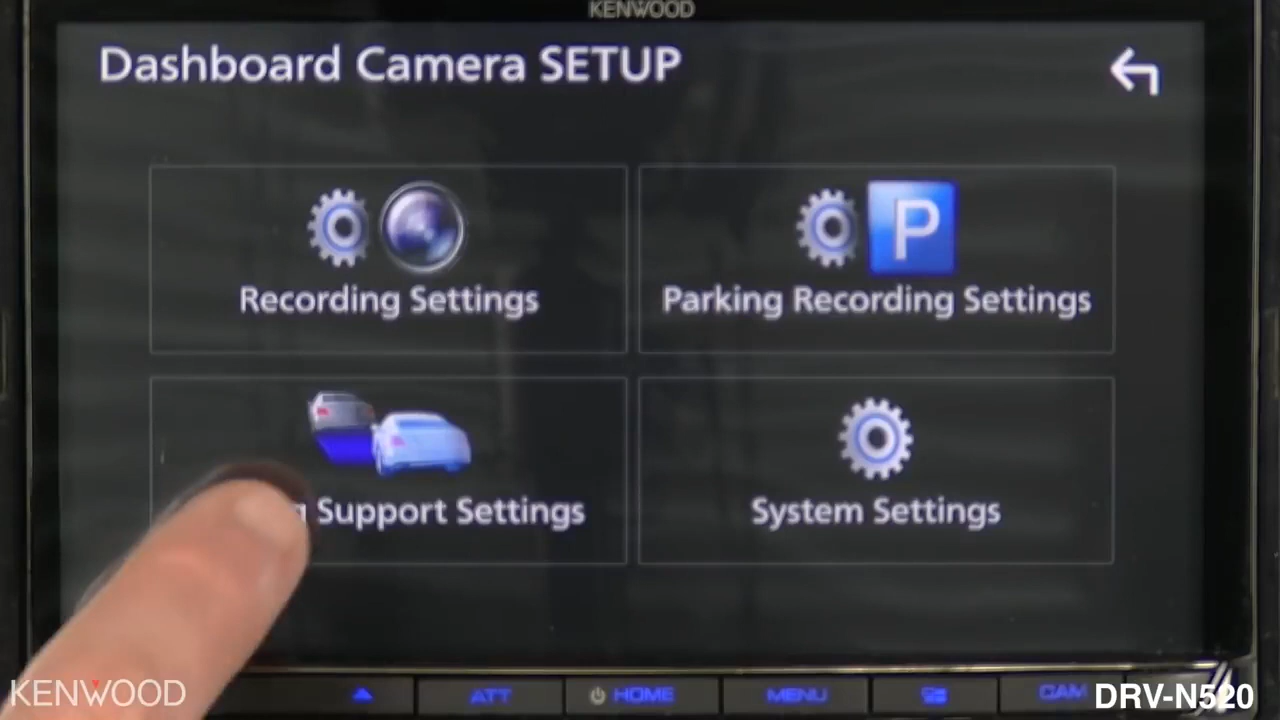 KENWOOD
Dashboard Camera SETUP
P
Recording Settings
Parking Recording Settings
Support Settings
System Settings
ATT
HOME
MENU
CAM
KENWOOD
DRV-N520